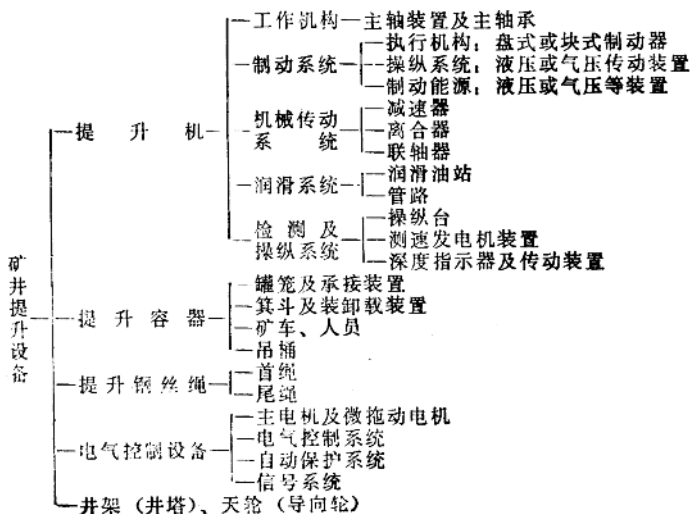 工作机构
主轴装置及主轴承
执行机构：盘式或块式制动器
制动系统
操纵系统：液压或气压传动装置
制动能源：液压或气压等装置
减速器
提升机
机械传动系统
离合器
联轴器
润滑系统
润滑油站
管路
检测及操纵系统
操纵台
测速发电机装置
深度指示器及传动装置
矿井提升设备
罐笼及承接装置
提升容器
箕斗及装卸载装置
矿车、人员
吊桶
提升钢丝绳
首绳
尾绳
主电机及微拖动电机
电气控制设备
电气控制系统
自动保护系统
信号系统
井架（井塔）、天轮（导向轮）